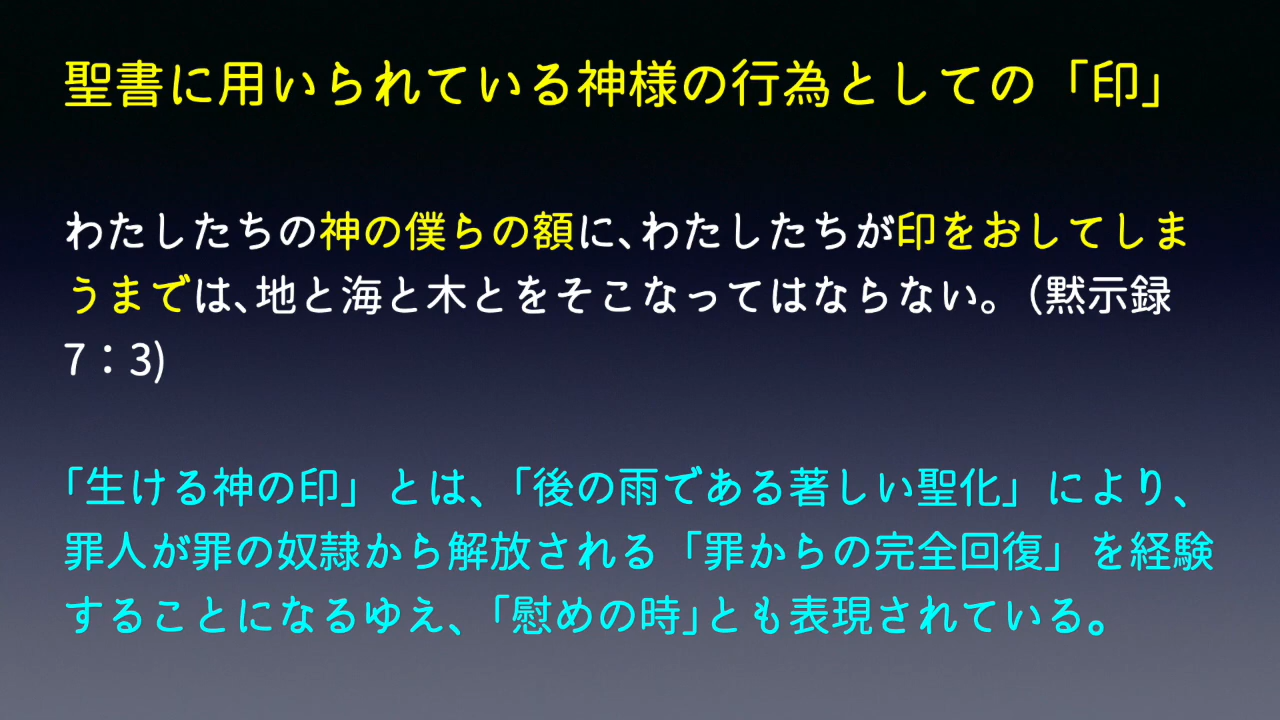 聖書に用いられている神様の行為としての「印」
わたしたちの神の僕らの額に、わたしたちが印をおしてしま
うまでは、地と海と木とをそこなってはならない。（黙示録
7：3)
「生ける神の印」とは、「後の雨である著しい聖化」により、
罪人が罪の奴隷から解放される「罪からの完全回復」を経験
することになるゆえ、「慰めの時」とも表現されている。